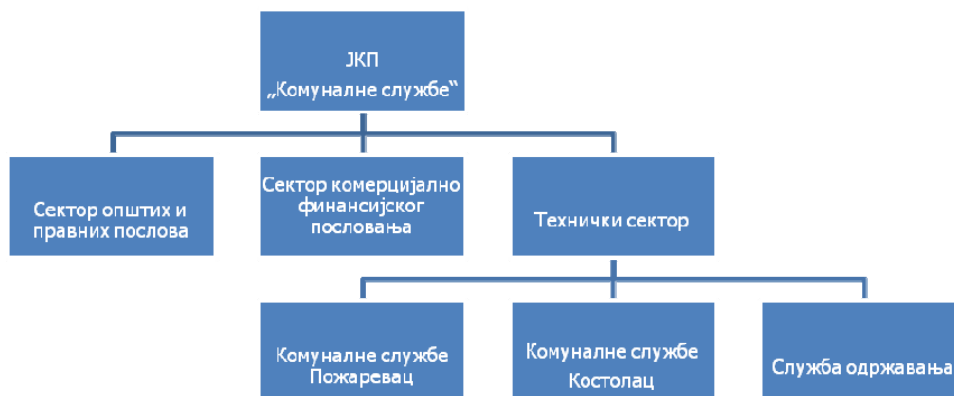 ЈКП
„Комуналне службе“
Сектор општих и
правних послова
Сектор комерцијално
финансијског
пословања
Технички сектор
Комуналне службе
Пожаревац
Комуналне службе
Костолац
Служба одржавања